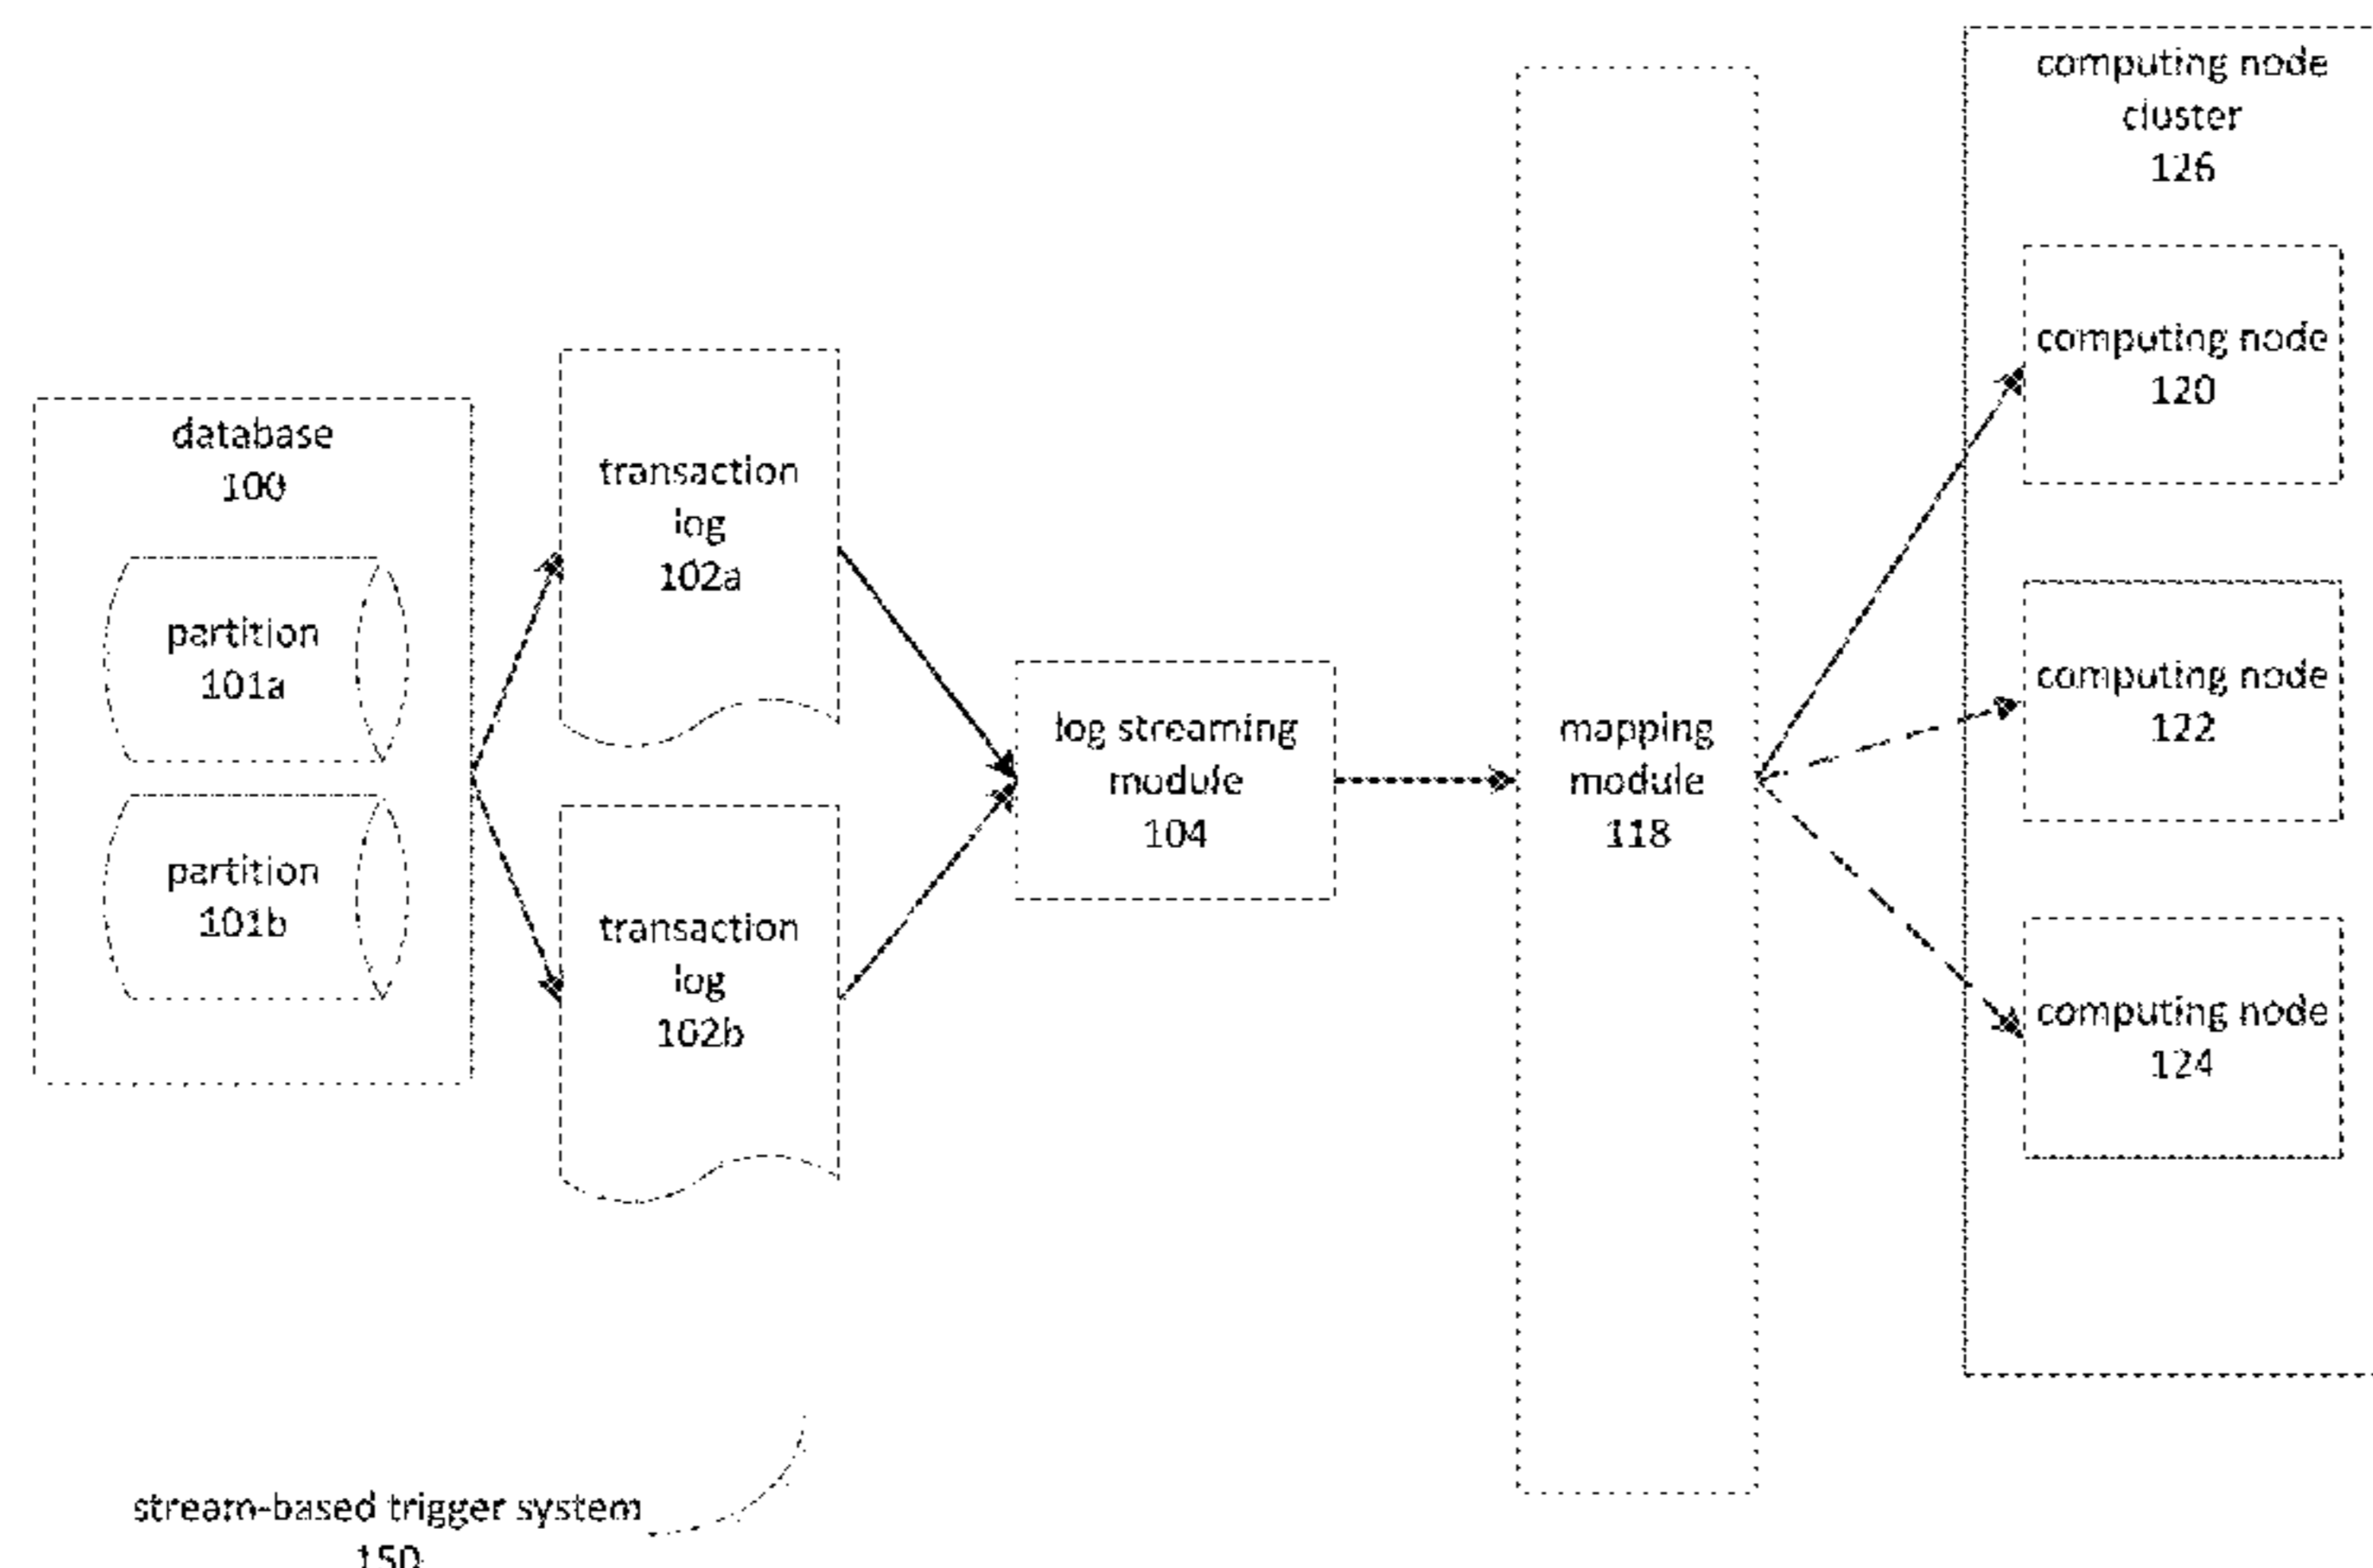 database
100
partition
101a
partition
101b
transaction
log
102a
transaction
log
102b
log streaming
module
104
mapping
module
118
computing node
cluster
126
computing node
120
computing node
122
computing node
124
stream-based trigger system
150